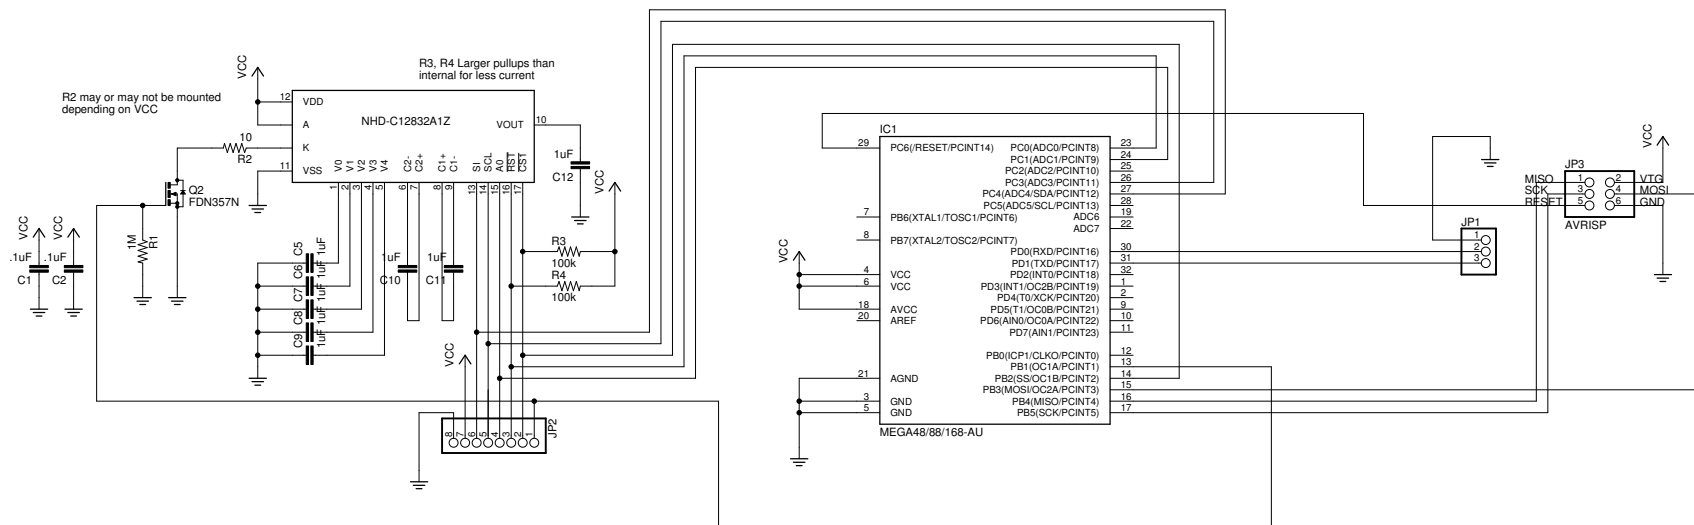 R3, R4 Larger pullups than
internal for less current
R2 may or may not be mounted
depending on VCC
VCC
12
VDD
A
K
11
VSS
NHD-C12832A1Z
VOUT
10
V0
V1
V2
V3
V4
C2-
C2+
C1+
C1-
SI
SCL
A0
RST
CST
1
2
3
4
5
6
7
8
9
13
14
15
16
17
10
R2
Q2
FDN357N
1M
R1
VCC
VCC
.1uF
C1
.1uF
C2
1uF
C12
VCC
C5
1uF
C6
1uF
C7
1uF
C8
1uF
C9
1uF
1uF
C10
1uF
C11
R3
100k
R4
100k
VCC
8
7
6
5
4
3
2
1
JP2
IC1
29
PC6(/RESET/PCINT14)
7
PB6(XTAL1/TOSC1/PCINT6)
8
PB7(XTAL2/TOSC2/PCINT7)
VCC
4
VCC
6
VCC
18
AVCC
20
AREF
21
AGND
3
GND
5
GND
PC0(ADC0/PCINT8)
23
PC1(ADC1/PCINT9)
24
PC2(ADC2/PCINT10)
25
PC3(ADC3/PCINT11)
26
PC4(ADC4/SDA/PCINT12)
27
PC5(ADC5/SCL/PCINT13)
28
ADC6
19
ADC7
22
PD0(RXD/PCINT16)
30
PD1(TXD/PCINT17)
31
PD2(INT0/PCINT18)
32
PD3(INT1/OC2B/PCINT19)
1
PD4(T0/XCK/PCINT20)
2
PD5(T1/OC0B/PCINT21)
9
PD6(AIN0/OC0A/PCINT22)
10
PD7(AIN1/PCINT23)
11
PB0(ICP1/CLKO/PCINT0)
12
PB1(OC1A/PCINT1)
13
PB2(SS/OC1B/PCINT2)
14
PB3(MOSI/OC2A/PCINT3)
15
PB4(MISO/PCINT4)
16
PB5(SCK/PCINT5)
17
MEGA48/88/168-AU
JP1
1
2
3
VCC
JP3
MISO
1
2
VTG
SCK
3
4
MOSI
RESET
5
6
GND
AVRISP